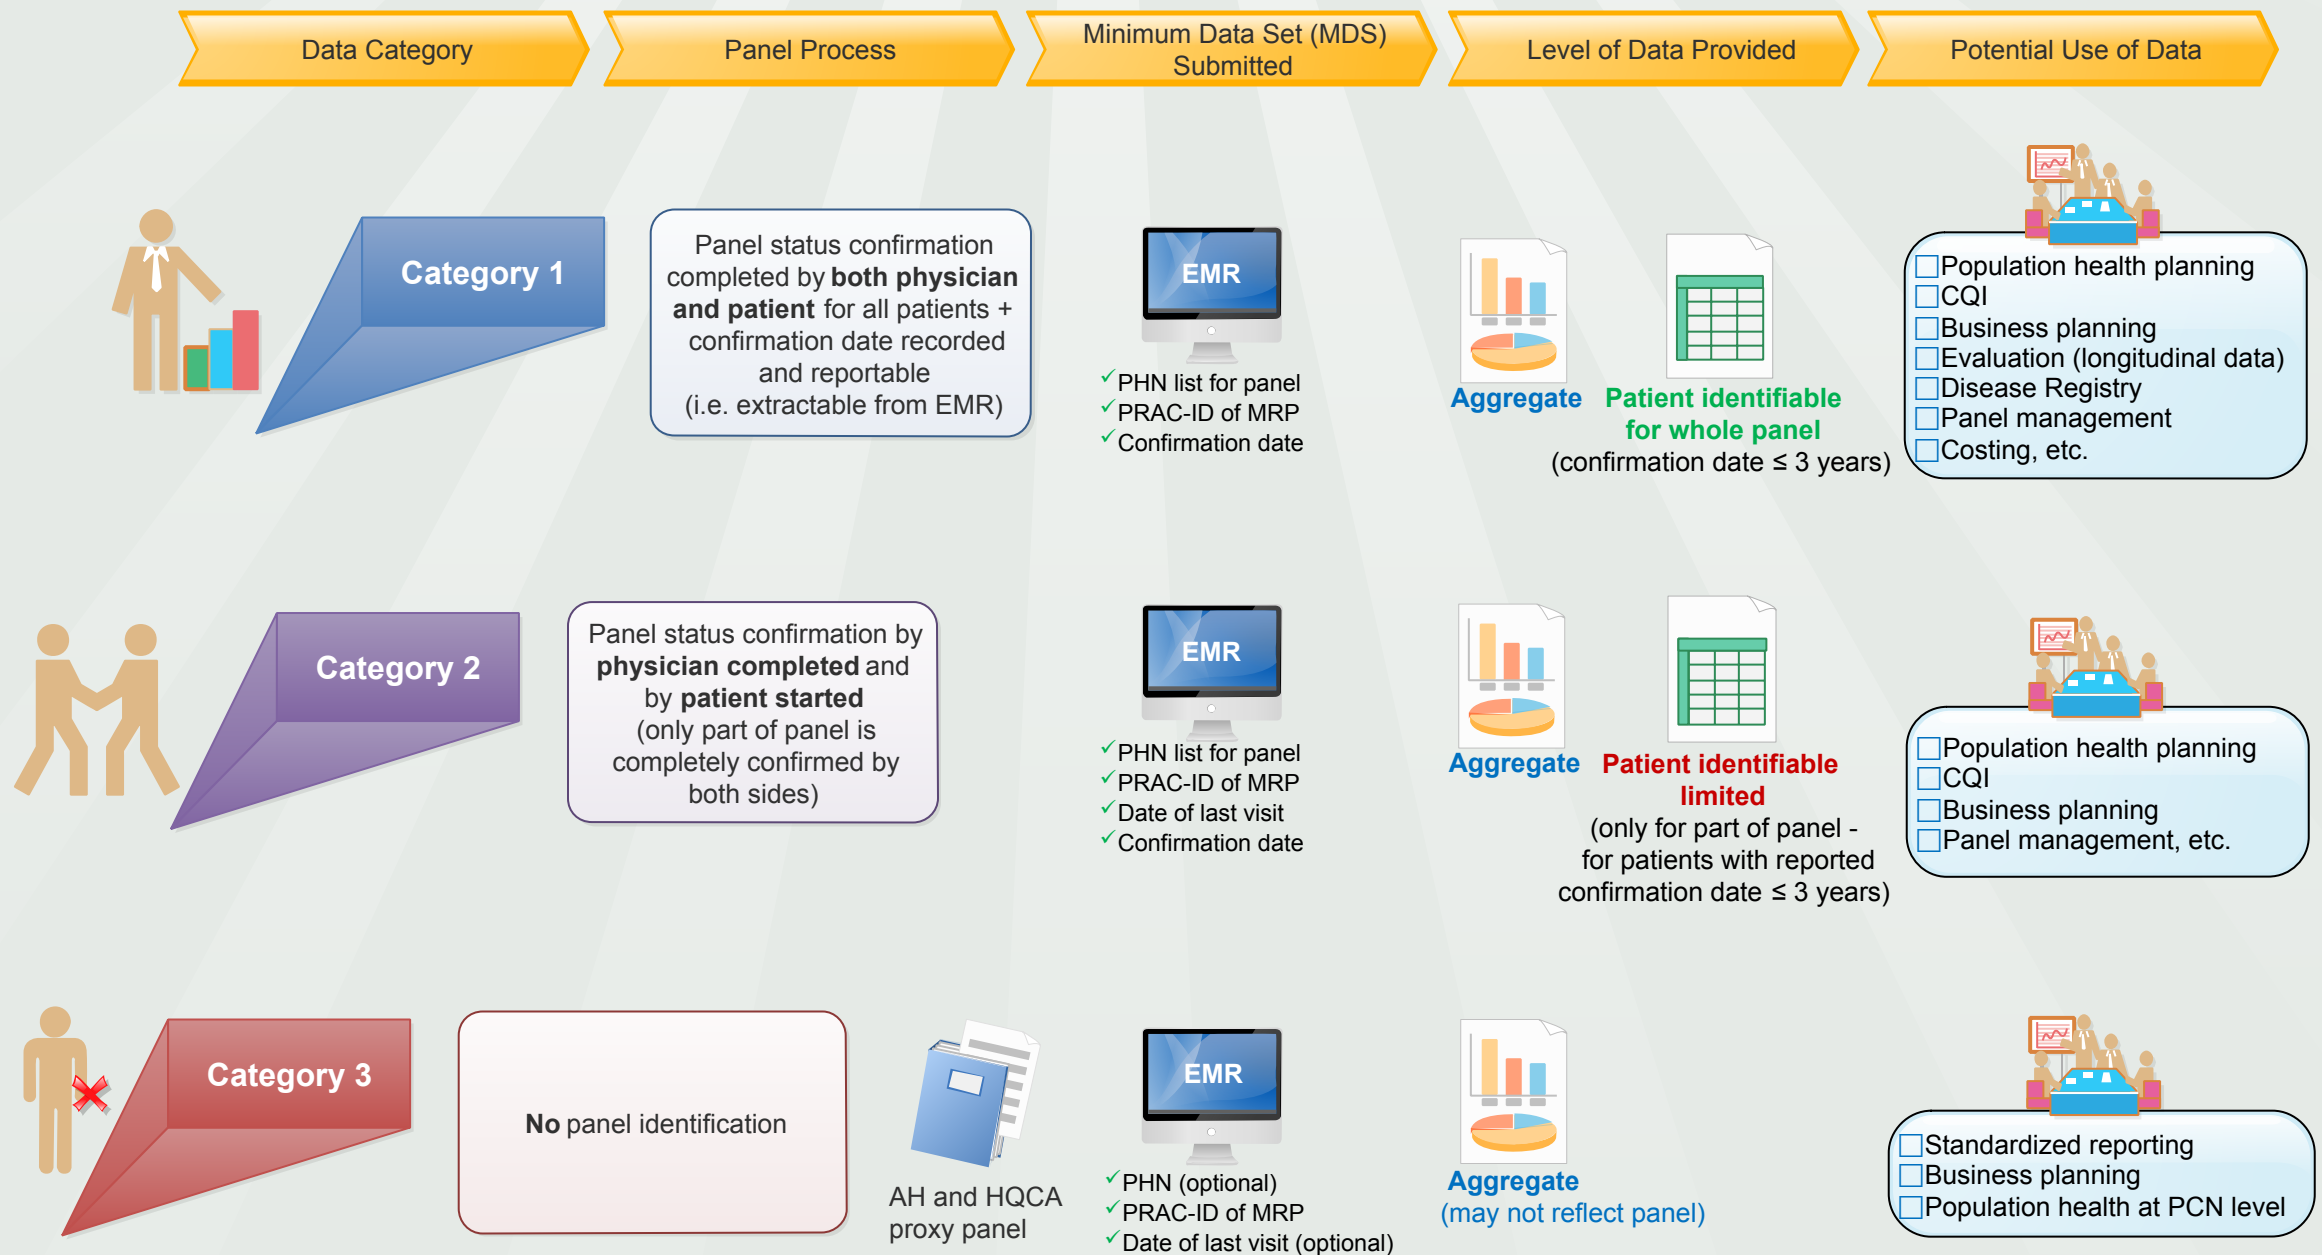 Data Category
Panel Process
Minimum Data Set (MDS)
Submitted
Level of Data Provided
Potential Use of Data
Category 1
Panel status confirmation
completed by both physician
and patient for all patients +
confirmation date recorded
and reportable
(i.e. extractable from EMR)
EMR
✓PHN list for panel
✓PRAC-ID of MRP
✓Confirmation date
Aggregate
Patient identifiable
for whole panel
(confirmation date ≤ 3 years)
☐Population health planning
☐CQI
☐Business planning
☐Evaluation (longitudinal data)
☐Disease Registry
☐Panel management
☐Costing, etc.
Category 2
Panel status confirmation by
physician completed and
by patient started
(only part of panel is
completely confirmed by
both sides)
EMR
✓PHN list for panel
✓PRAC-ID of MRP
✓Date of last visit
✓Confirmation date
Aggregate
Patient identifiable
limited
(only for part of panel -
for patients with reported
confirmation date ≤ 3 years)
☐Population health planning
☐CQI
☐Business planning
☐Panel management, etc.
Category 3
No panel identification
AH and HQCA
proxy panel
EMR
✓PHN (optional)
✓PRAC-ID of MRP
✓Date of last visit (optional)
Aggregate
(may not reflect panel)
☐Standardized reporting
☐Business planning
☐Population health at PCN level